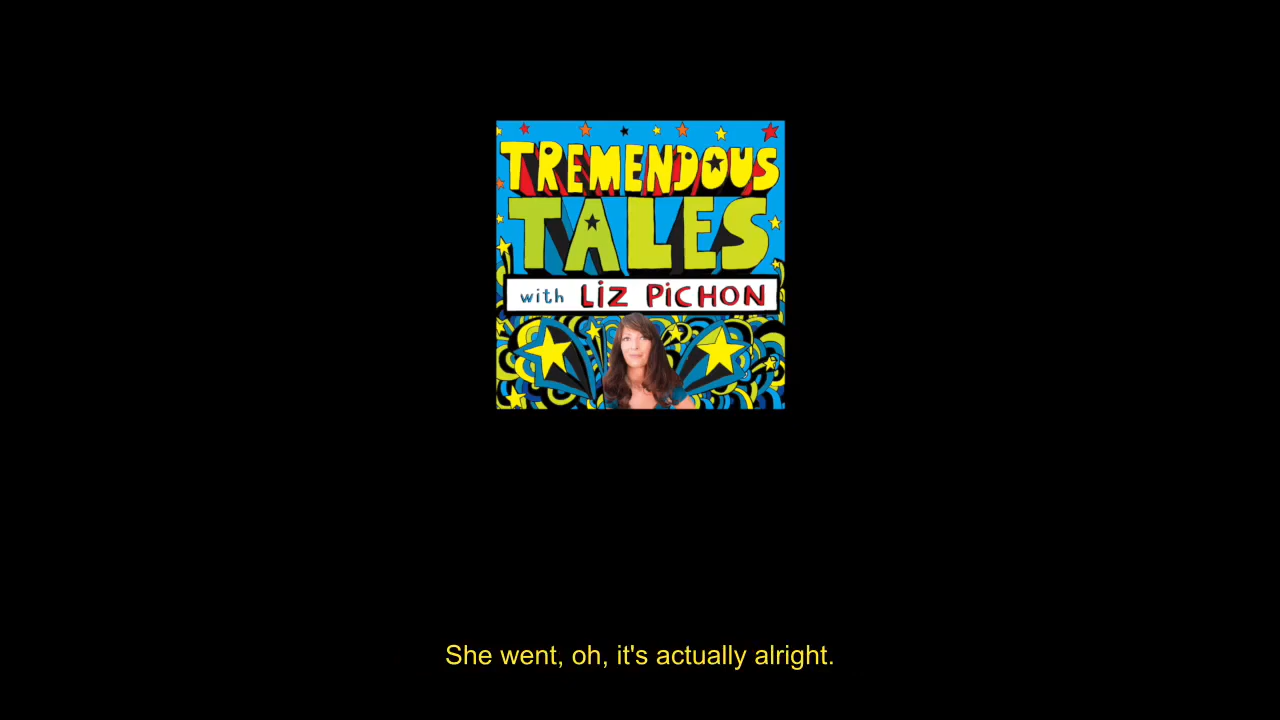 TREMENDOUS
TALES
with LIZ PICHON
She went, oh, it's actually alright.